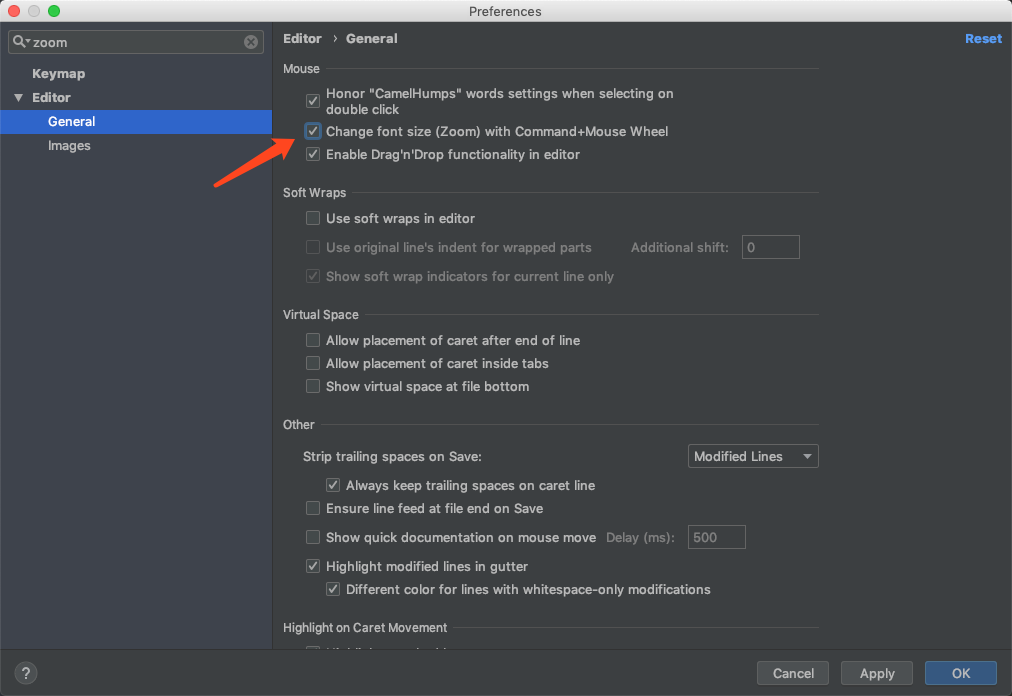 Preferences
zoom
Keymap
Editor
General
Images
Editor › General
Reset
Mouse
Honor "CamelHumps" words settings when selecting on
double click
Change font size (Zoom) with Command+Mouse Wheel
Enable Drag'n'Drop functionality in editor
Soft Wraps
Use soft wraps in editor
Use original line's indent for wrapped parts Additional shift: 0
Show soft wrap indicators for current line only
Virtual Space
Allow placement of caret after end of line
Allow placement of caret inside tabs
Show virtual space at file bottom
Other
Strip trailing spaces on Save: Modified Lines
Always keep trailing spaces on caret line
Ensure line feed at file end on Save
Show quick documentation on mouse move Delay (ms): 500
Highlight modified lines in gutter
Different color for lines with whitespace-only modifications
Highlight on Caret Movement
? Cancel Apply OK